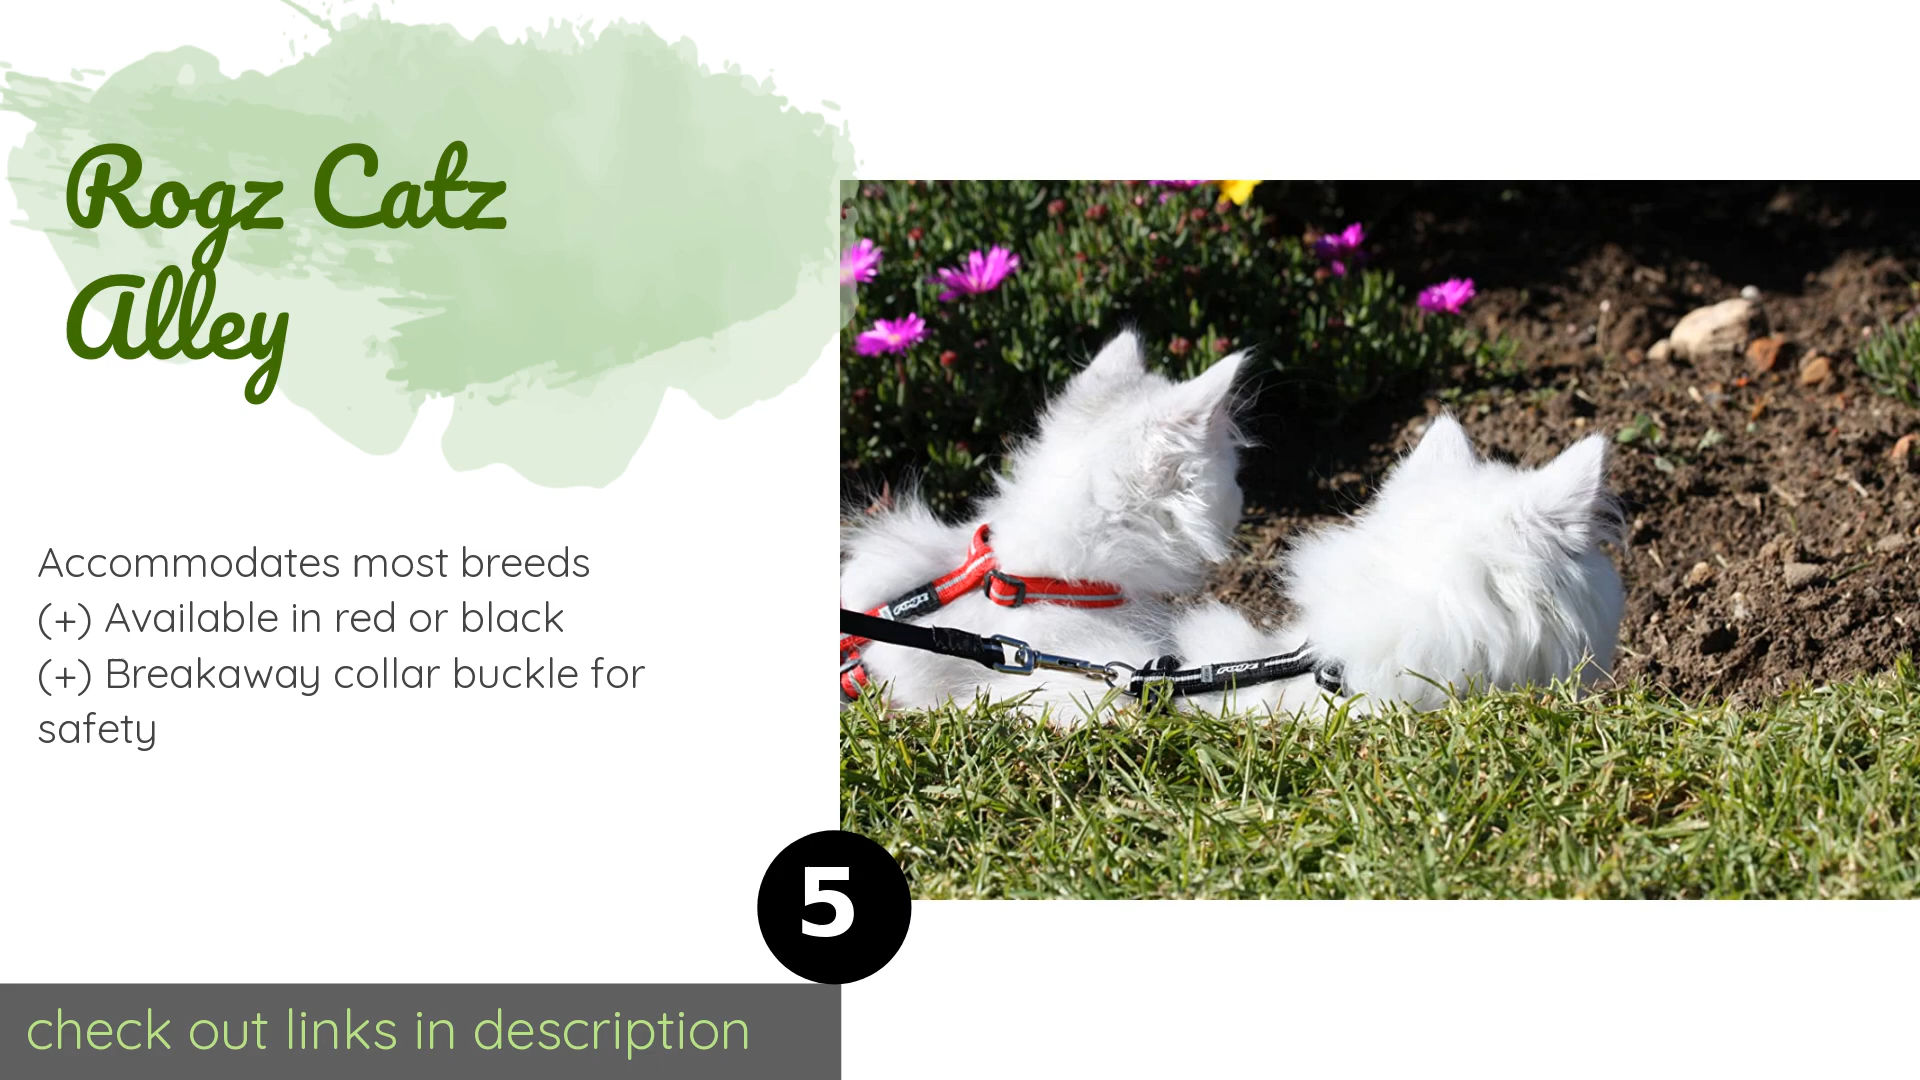 Rogz Catz
Alley
Accommodates most breeds
(+) Available in red or black
(+) Breakaway collar buckle for
safety
5
check out links in description